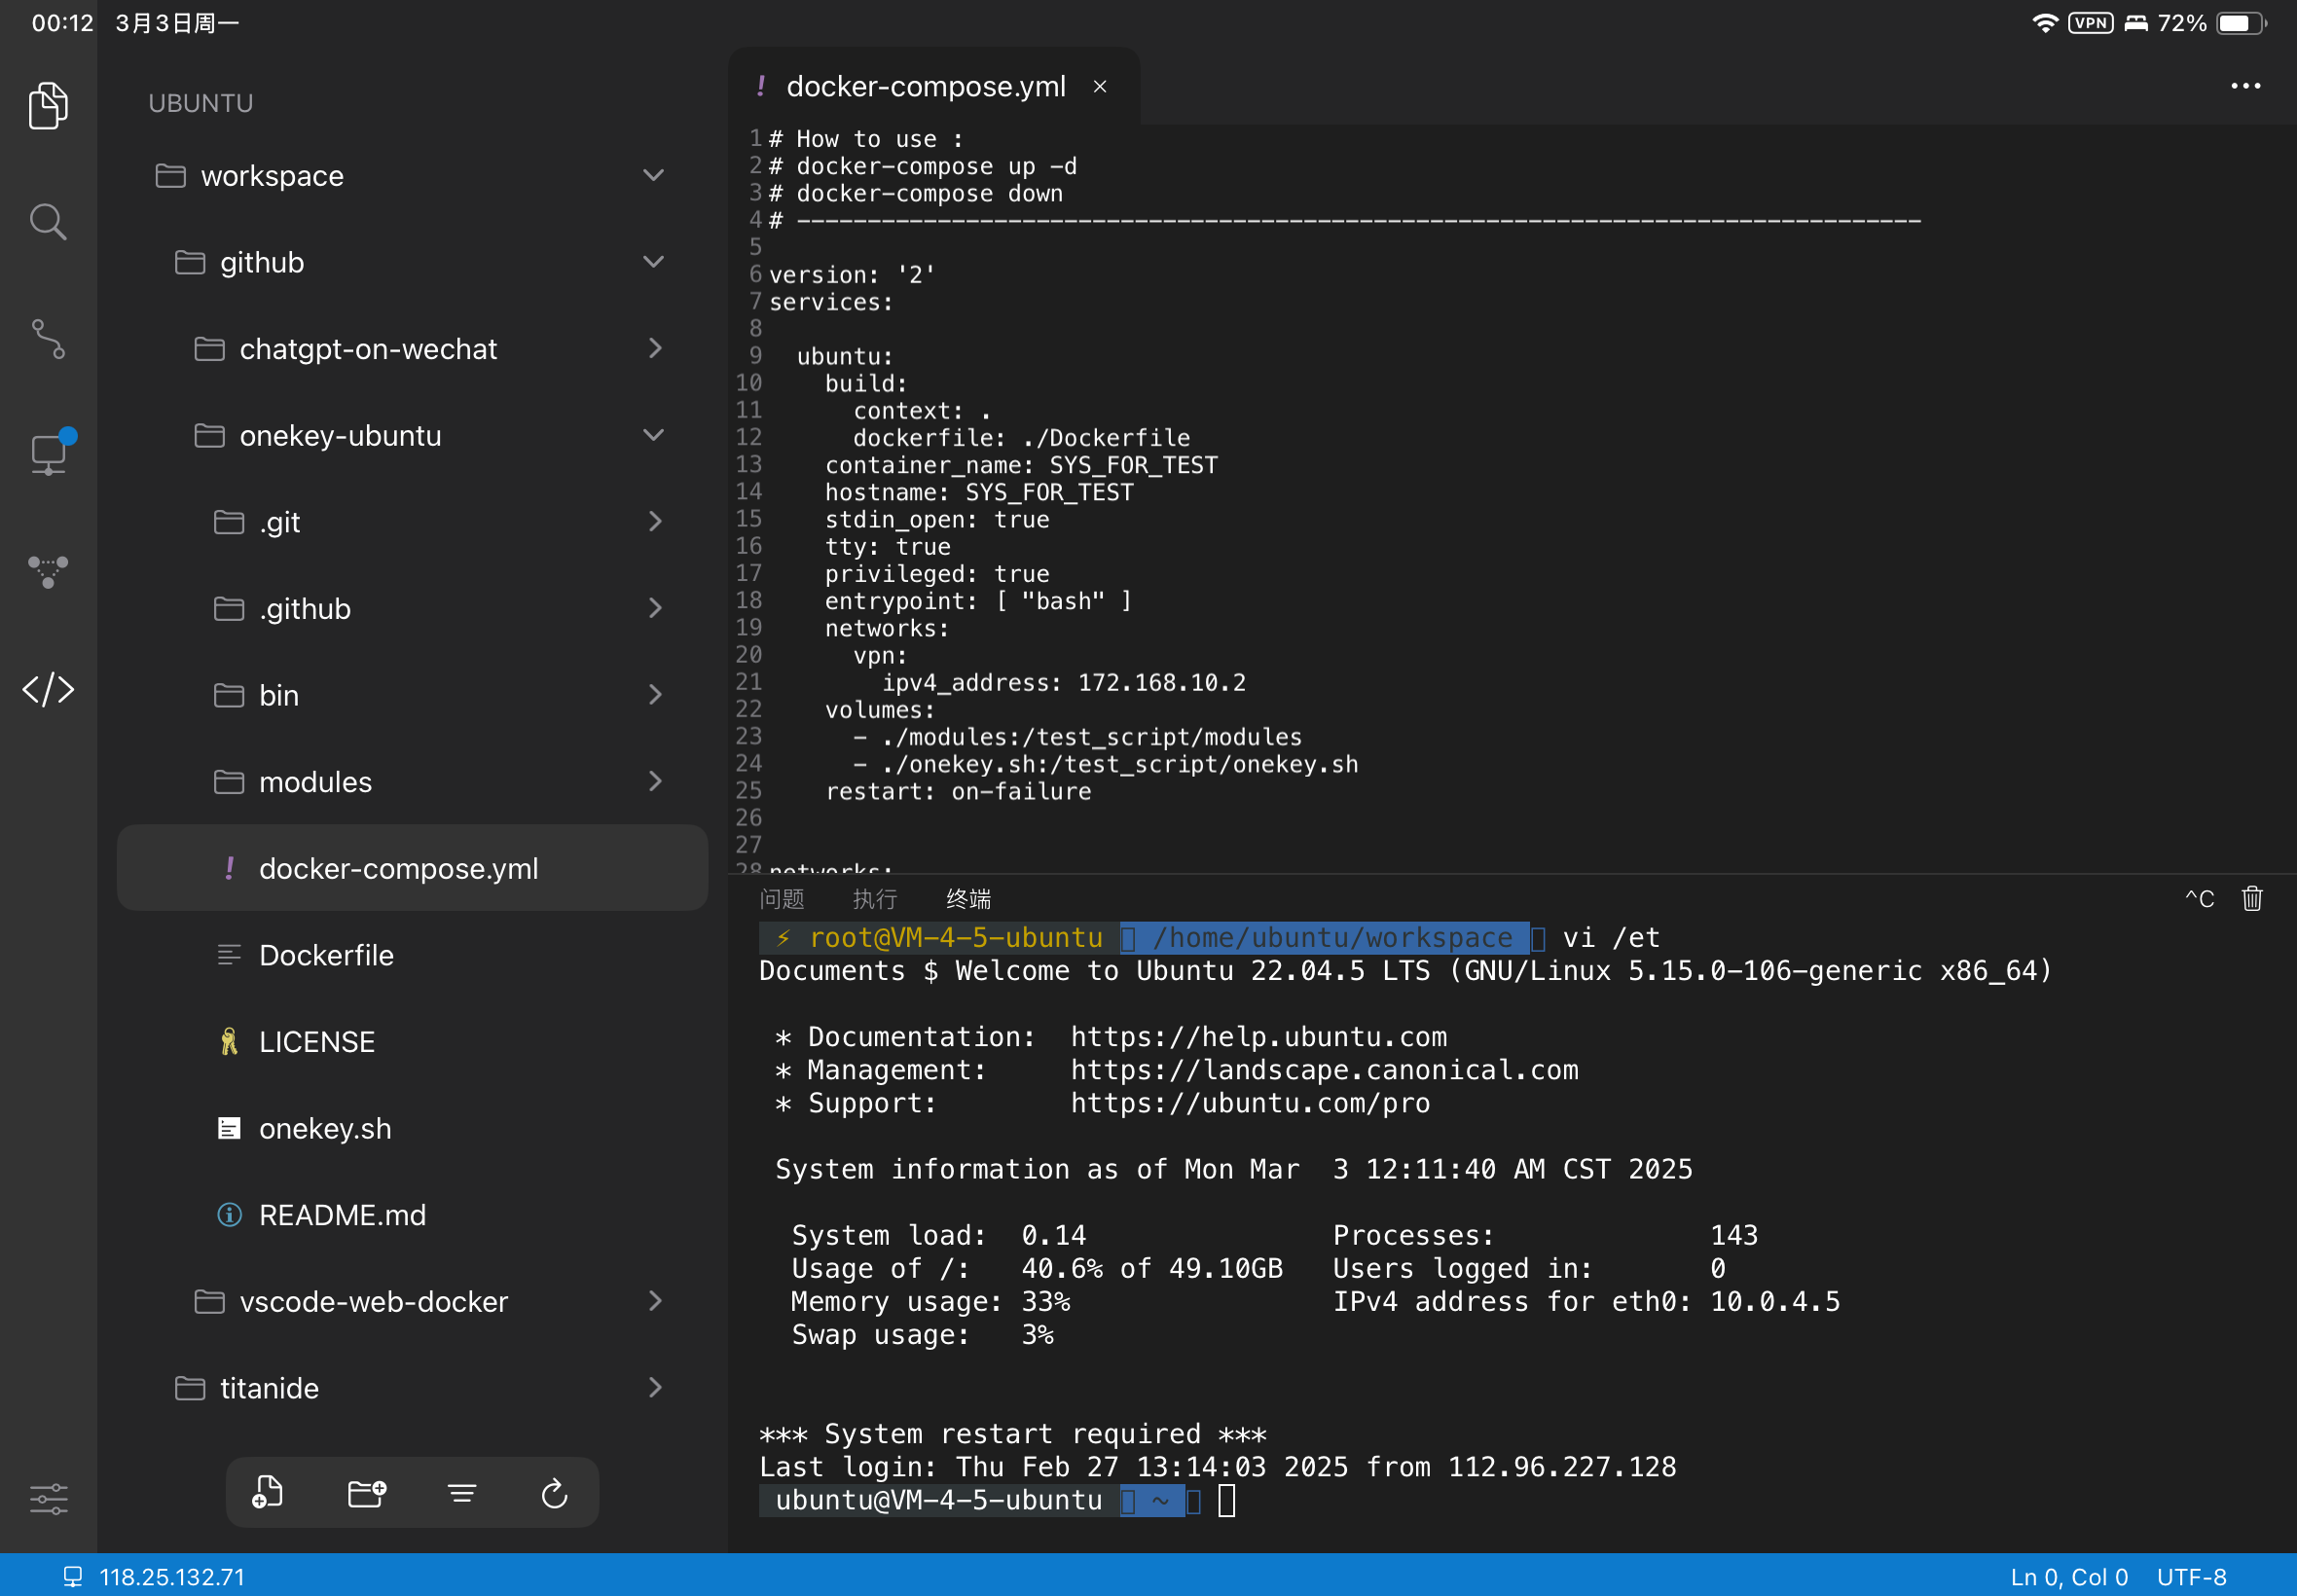 00:12 3月3日周一
VPN 72%
UBUNTU
workspace
github
chatgpt-on-wechat
onekey-ubuntu
.git
.github
bin
modules
! docker-compose.yml
Dockerfile
LICENSE
onekey.sh
README.md
vscode-web-docker
titanide
! docker-compose.yml ×
1 # How to use :
2 # docker-compose up -d
3 # docker-compose down
4 # --------------------------------------------------------------------------------
5
6 version: '2'
7 services:
8
9   ubuntu:
10     build:
11       context: .
12       dockerfile: ./Dockerfile
13     container_name: SYS_FOR_TEST
14     hostname: SYS_FOR_TEST
15     stdin_open: true
16     tty: true
17     privileged: true
18     entrypoint: [ "bash" ]
19     networks:
20       vpn:
21         ipv4_address: 172.168.10.2
22     volumes:
23       - ./modules:/test_script/modules
24       - ./onekey.sh:/test_script/onekey.sh
25     restart: on-failure
26
27
28 networks:
问题 执行 终端 ^C
⚡ root@VM-4-5-ubuntu /home/ubuntu/workspace vi /et
Documents $ Welcome to Ubuntu 22.04.5 LTS (GNU/Linux 5.15.0-106-generic x86_64)
* Documentation:  https://help.ubuntu.com
* Management:     https://landscape.canonical.com
* Support:        https://ubuntu.com/pro
System information as of Mon Mar  3 12:11:40 AM CST 2025
System load:  0.14               Processes:             143
Usage of /:   40.6% of 49.10GB   Users logged in:       0
Memory usage: 33%                IPv4 address for eth0: 10.0.4.5
Swap usage:   3%
*** System restart required ***
Last login: Thu Feb 27 13:14:03 2025 from 112.96.227.128
ubuntu@VM-4-5-ubuntu ~
118.25.132.71
Ln 0, Col 0 UTF-8